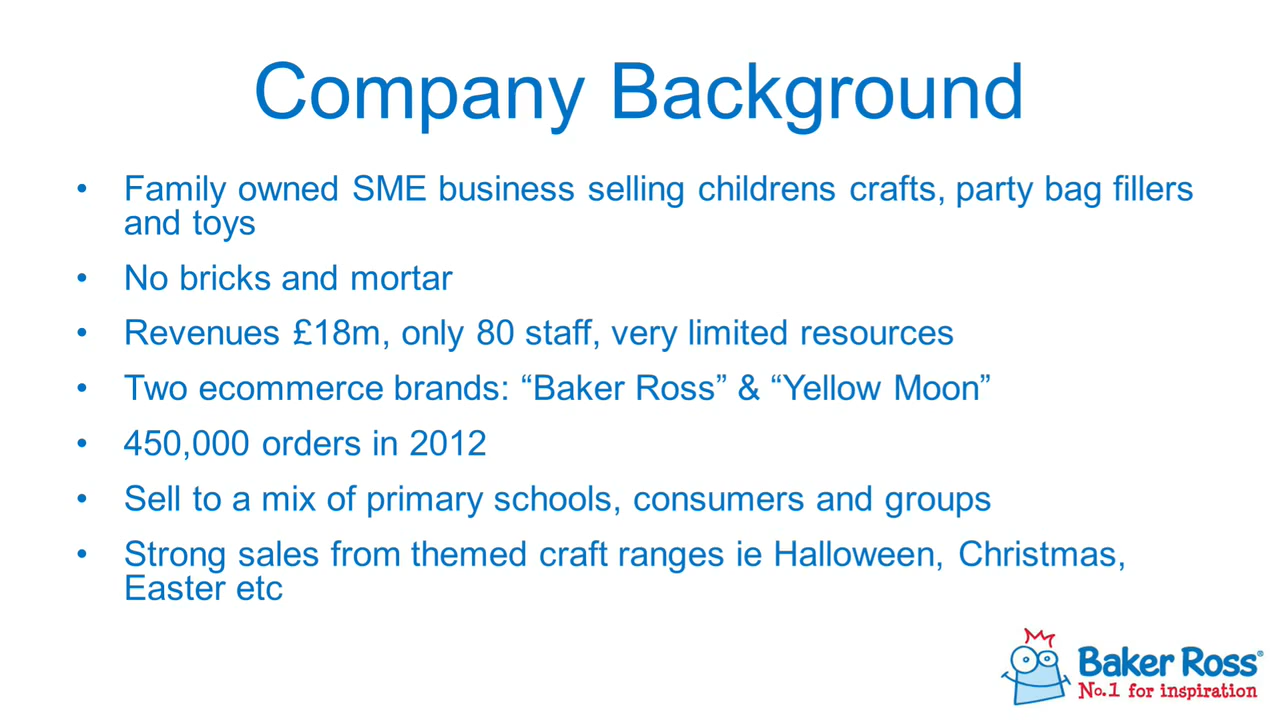 Company Background
• Family owned SME business selling childrens crafts, party bag fillers
and toys
• No bricks and mortar
• Revenues £18m, only 80 staff, very limited resources
• Two ecommerce brands: “Baker Ross” & “Yellow Moon”
• 450,000 orders in 2012
• Sell to a mix of primary schools, consumers and groups
• Strong sales from themed craft ranges ie Halloween, Christmas,
Easter etc
Baker Ross®
No.1 for inspiration